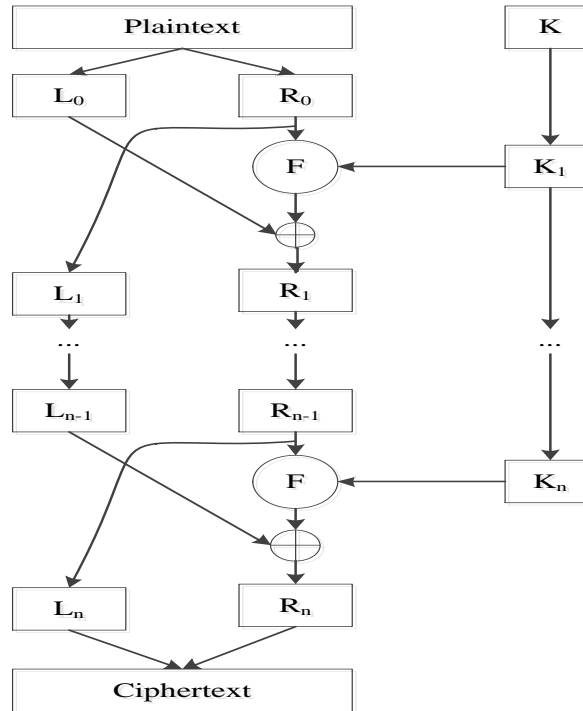 Plaintext K
L₀ R₀
F K₁
L₁ R₁
... ... ...
Lₙ₋₁ Rₙ₋₁
F Kₙ
Lₙ Rₙ
Ciphertext